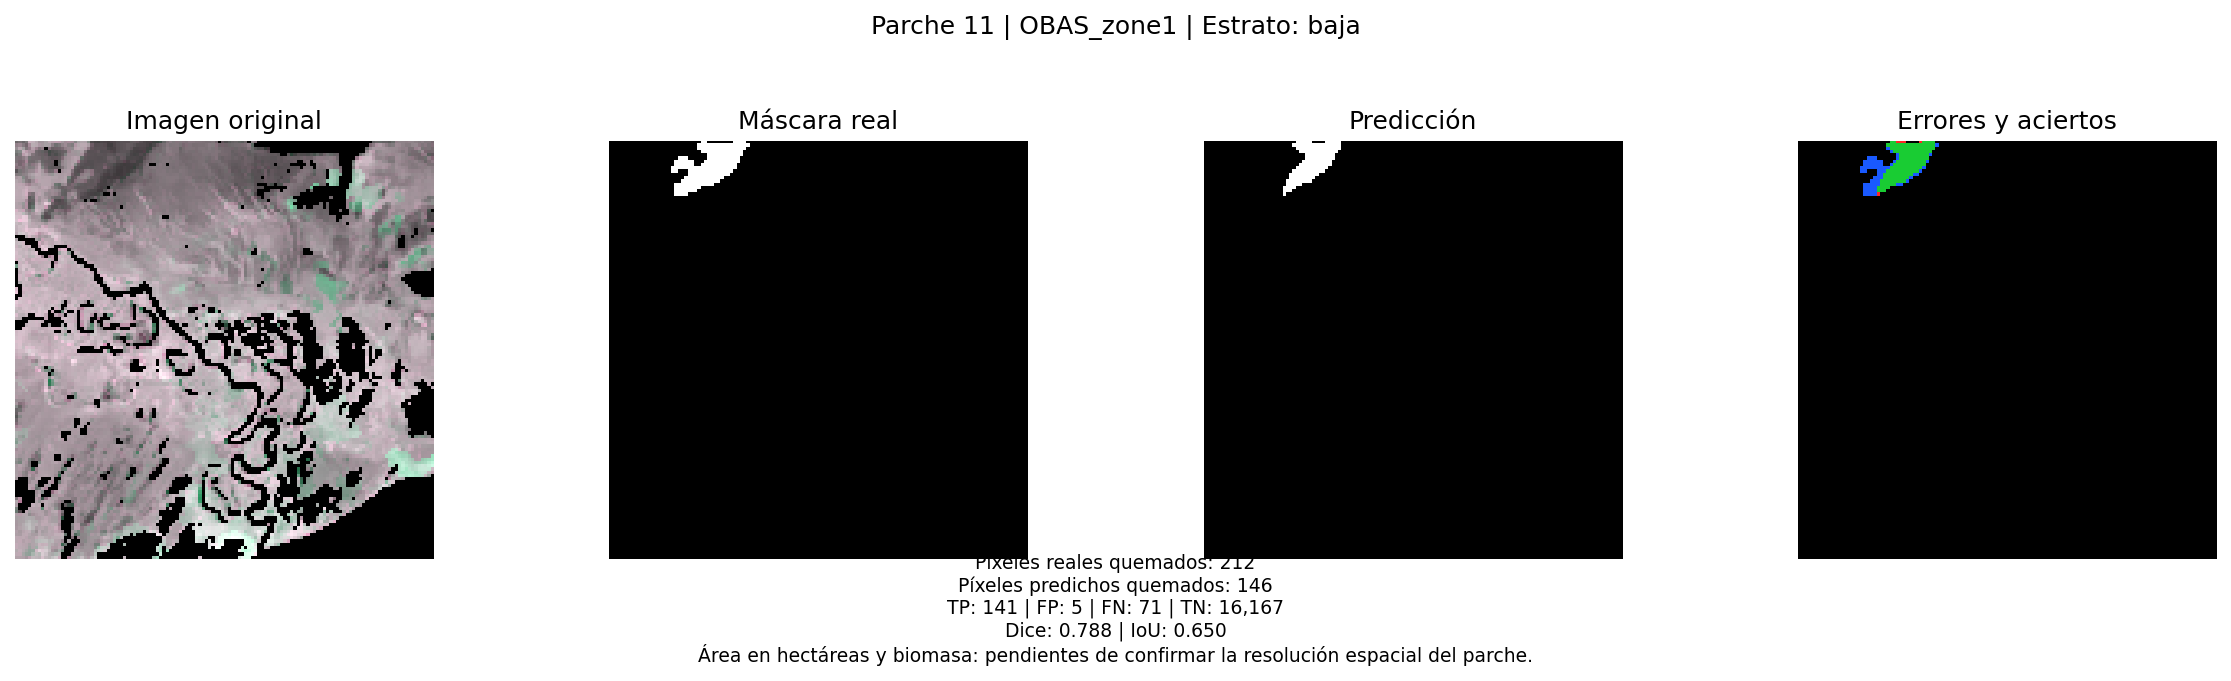 Parche 11 | OBAS_zone1 | Estrato: baja
Imagen original
Máscara real
Predicción
Errores y aciertos
Píxeles reales quemados: 212
Píxeles predichos quemados: 146
TP: 141 | FP: 5 | FN: 71 | TN: 16,167
Dice: 0.788 | IoU: 0.650
Área en hectáreas y biomasa: pendientes de confirmar la resolución espacial del parche.